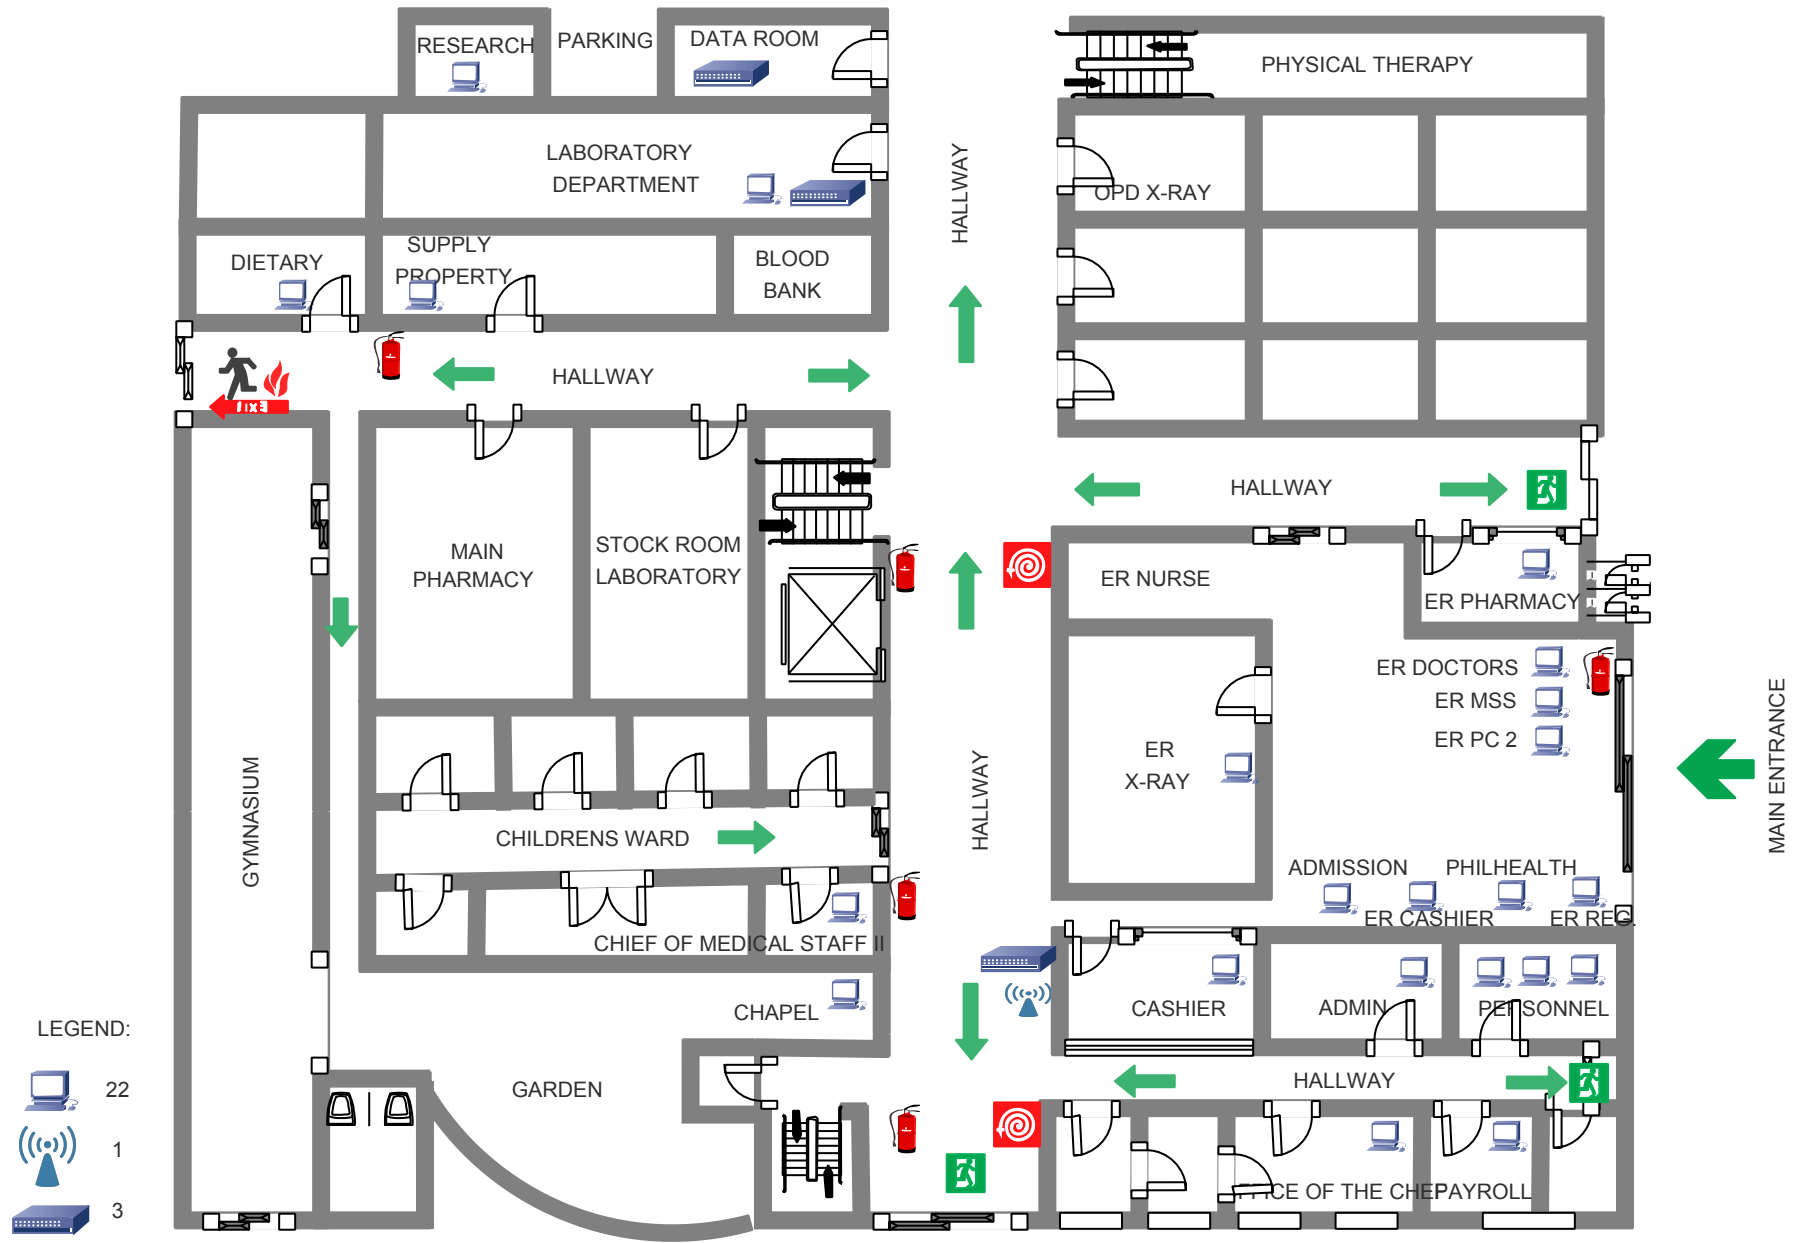 RESEARCH
PARKING
DATA ROOM
PHYSICAL THERAPY
LABORATORY
DEPARTMENT
HALLWAY
OPD X-RAY
DIETARY
SUPPLY
PROPERTY
BLOOD
BANK
EXIT
HALLWAY
HALLWAY
MAIN
PHARMACY
STOCK ROOM
LABORATORY
ER NURSE
ER PHARMACY
ER DOCTORS
ER MSS
ER PC 2
MAIN ENTRANCE
ER
X-RAY
HALLWAY
GYMNASIUM
CHILDRENS WARD
ADMISSION
PHILHEALTH
ER CASHIER
ER REG.
CHIEF OF MEDICAL STAFF II
CHAPEL
CASHIER
ADMIN
PERSONNEL
LEGEND:
22
1
3
GARDEN
HALLWAY
OF THE
PAYROLL